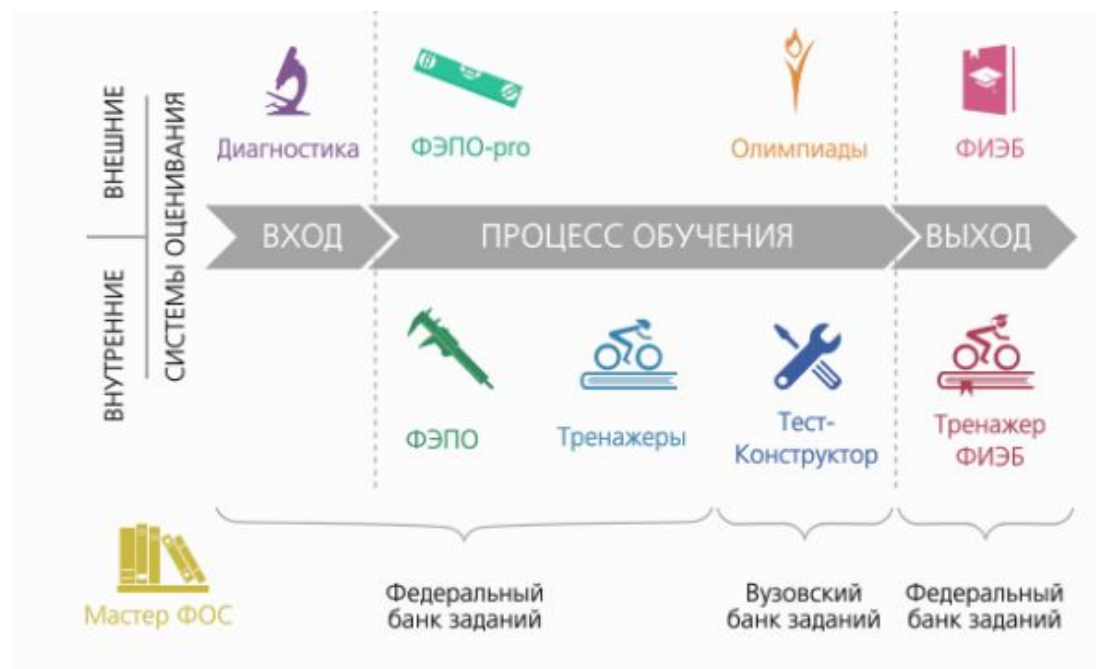 ВНЕШНИЕ
ВНУТРЕННИЕ
СИСТЕМЫ ОЦЕНИВАНИЯ
Диагностика
ФЭПО-pro
Олимпиады
ФИЭБ
ВХОД
ПРОЦЕСС ОБУЧЕНИЯ
ВЫХОД
ФЭПО
Тренажеры
Тест-
Конструктор
Тренажер
ФИЭБ
Мастер ФОС
Федеральный
банк заданий
Вузовский
банк заданий
Федеральный
банк заданий